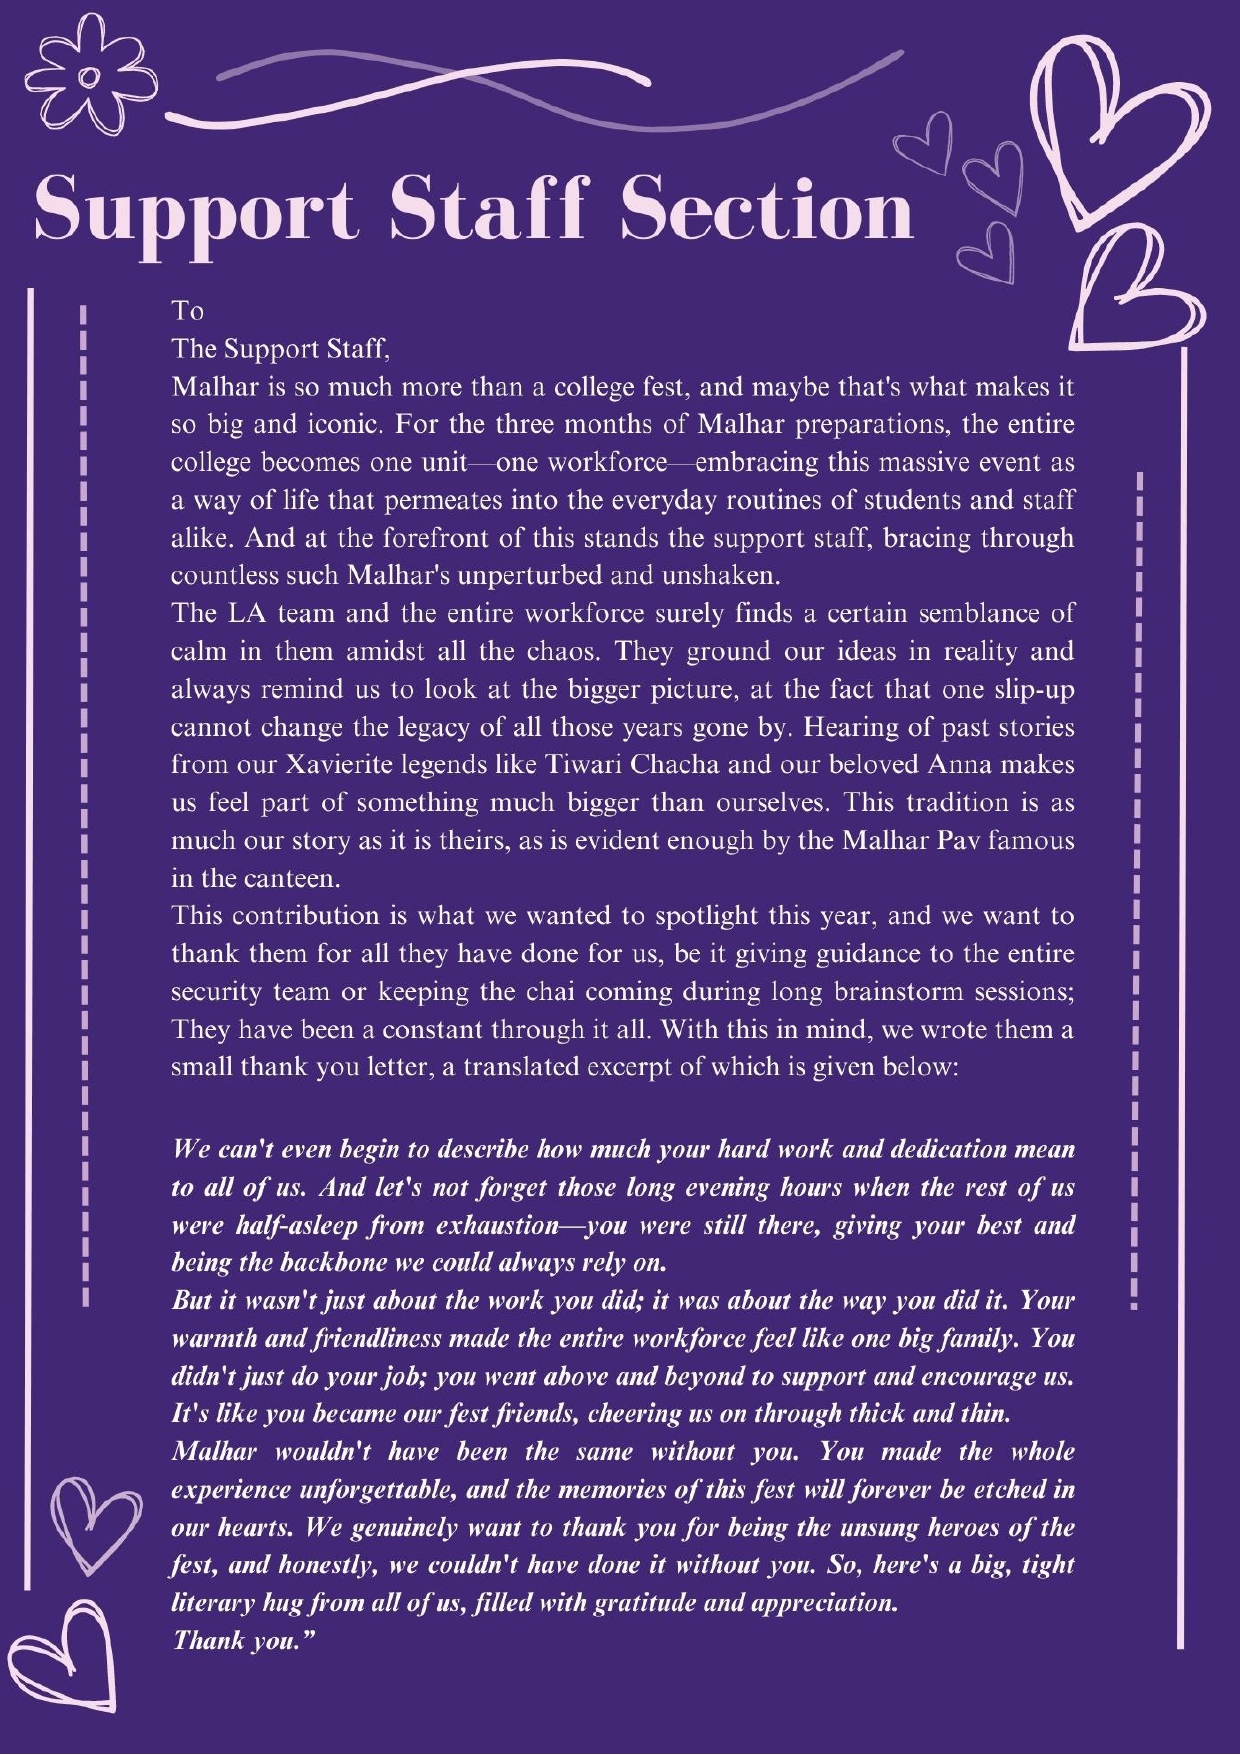 Support Staff Section
To
The Support Staff,
Malhar is so much more than a college fest, and maybe that's what makes it
so big and iconic. For the three months of Malhar preparations, the entire
college becomes one unit—one workforce—embracing this massive event as
a way of life that permeates into the everyday routines of students and staff
alike. And at the forefront of this stands the support staff, bracing through
countless such Malhar's unperturbed and unshaken.
The LA team and the entire workforce surely finds a certain semblance of
calm in them amidst all the chaos. They ground our ideas in reality and
always remind us to look at the bigger picture, at the fact that one slip-up
cannot change the legacy of all those years gone by. Hearing of past stories
from our Xavierite legends like Tiwari Chacha and our beloved Anna makes
us feel part of something much bigger than ourselves. This tradition is as
much our story as it is theirs, as is evident enough by the Malhar Pav famous
in the canteen.
This contribution is what we wanted to spotlight this year, and we want to
thank them for all they have done for us, be it giving guidance to the entire
security team or keeping the chai coming during long brainstorm sessions;
They have been a constant through it all. With this in mind, we wrote them a
small thank you letter, a translated excerpt of which is given below:
We can't even begin to describe how much your hard work and dedication mean
to all of us. And let's not forget those long evening hours when the rest of us
were half-asleep from exhaustion—you were still there, giving your best and
being the backbone we could always rely on.
But it wasn't just about the work you did; it was about the way you did it. Your
warmth and friendliness made the entire workforce feel like one big family. You
didn't just do your job; you went above and beyond to support and encourage us.
It's like you became our fest friends, cheering us on through thick and thin.
Malhar wouldn't have been the same without you. You made the whole
experience unforgettable, and the memories of this fest will forever be etched in
our hearts. We genuinely want to thank you for being the unsung heroes of the
fest, and honestly, we couldn't have done it without you. So, here's a big, tight
literary hug from all of us, filled with gratitude and appreciation.
Thank you.”